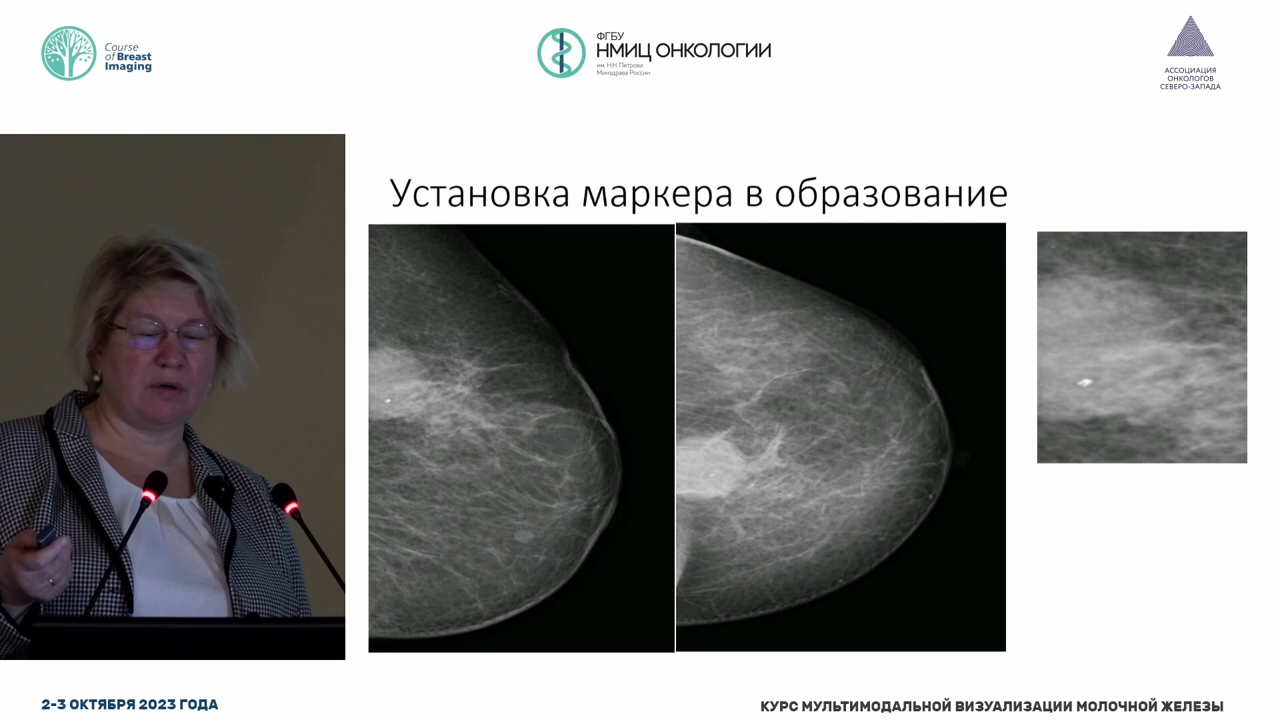 Course
of Breast
Imaging
ФГБУ
НМИЦ ОНКОЛОГИИ
им. Н.Н. Петрова
Минздрава России
АССОЦИАЦИЯ
ОНКОЛОГОВ
СЕВЕРО-ЗАПАДА
Установка маркера в образование
2-3 ОКТЯБРЯ 2023 ГОДА
КУРС МУЛЬТИМОДАЛЬНОЙ ВИЗУАЛИЗАЦИИ МОЛОЧНОЙ ЖЕЛЕЗЫ